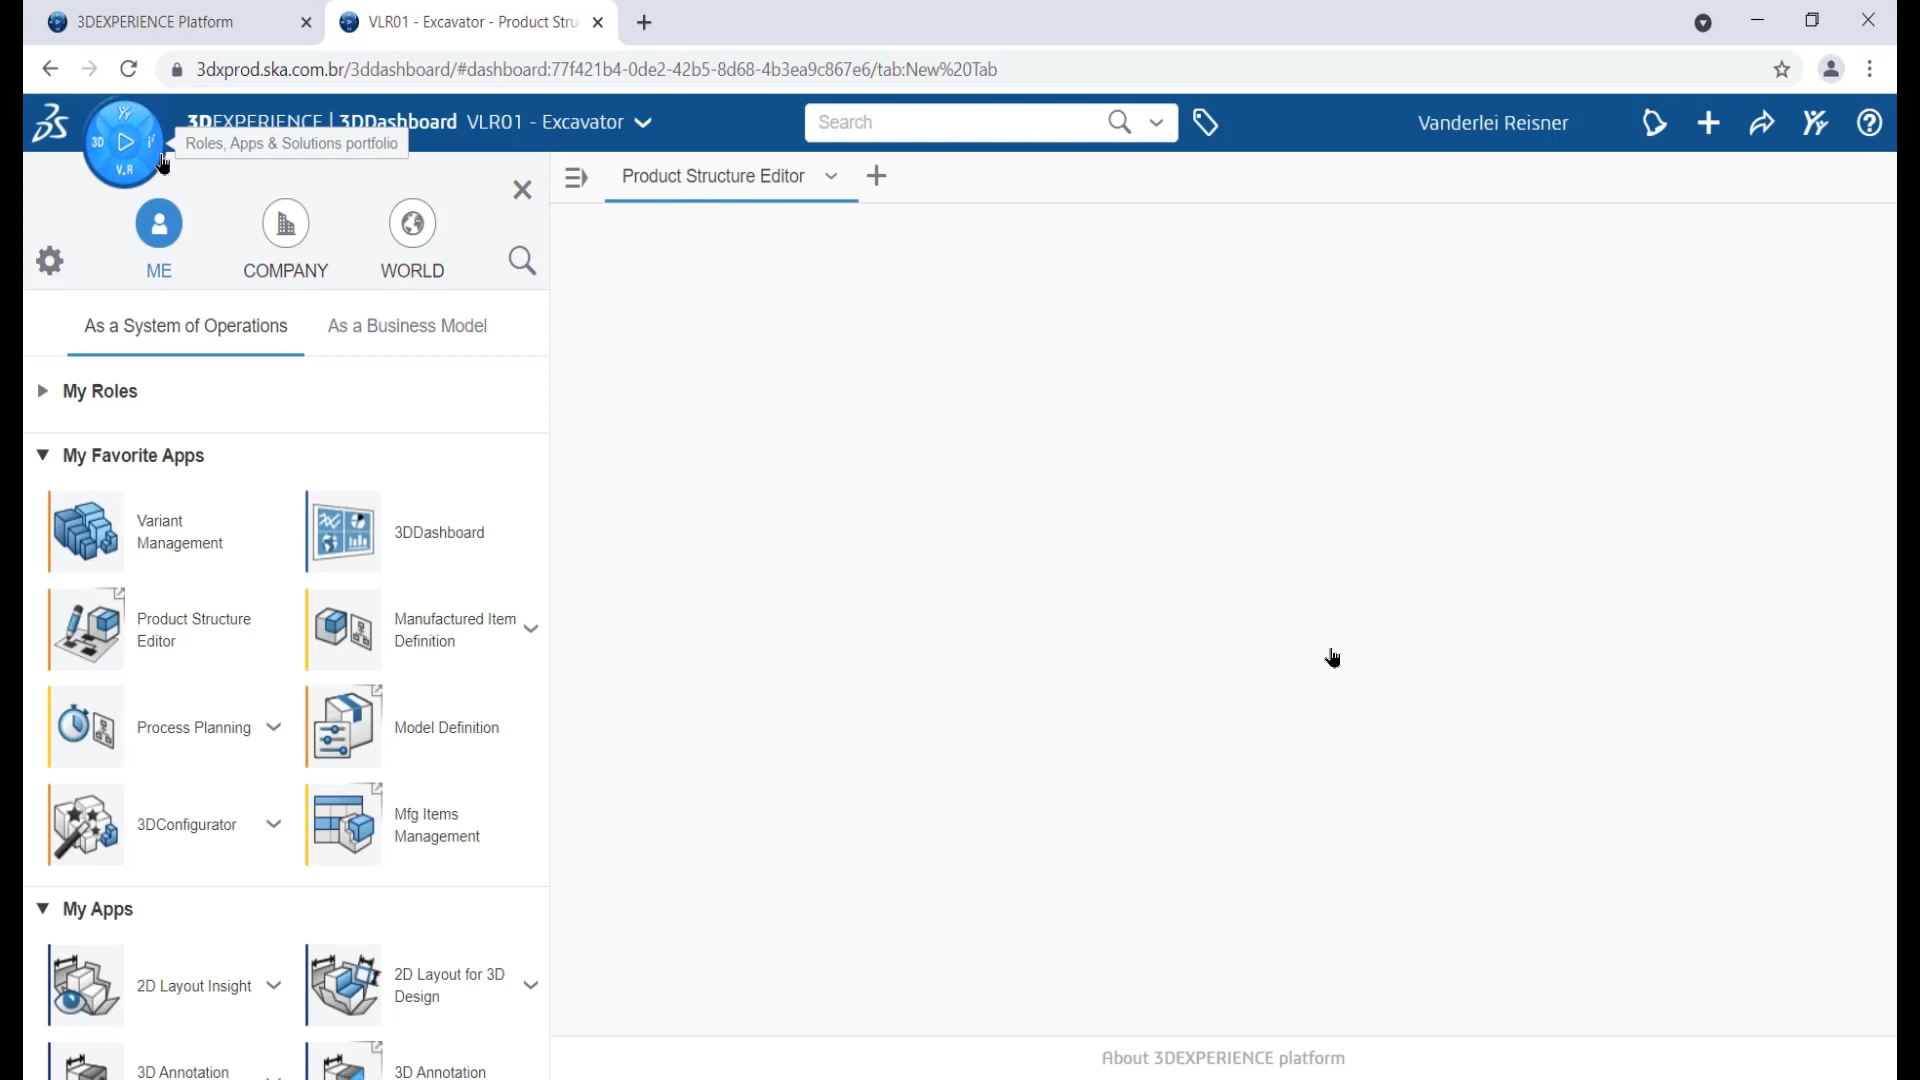 3DEXPERIENCE Platform
VLR01 - Excavator - Product Stru
3dxprod.ska.com.br/3ddashboard/#dashboard:77f421b4-0de2-42b5-8d68-4b3ea9c867e6/tab:New%20Tab
3DEXPERIENCE | 3DDashboard VLR01 - Excavator
Search
Vanderlei Reisner
3D
V.R
Roles, Apps & Solutions portfolio
Product Structure Editor
ME
COMPANY
WORLD
As a System of Operations
As a Business Model
My Roles
My Favorite Apps
Variant
Management
3DDashboard
Product Structure
Editor
Manufactured Item
Definition
Process Planning
Model Definition
3DConfigurator
Mfg Items
Management
My Apps
2D Layout Insight
2D Layout for 3D
Design
3D Annotation
3D Annotation
About 3DEXPERIENCE platform